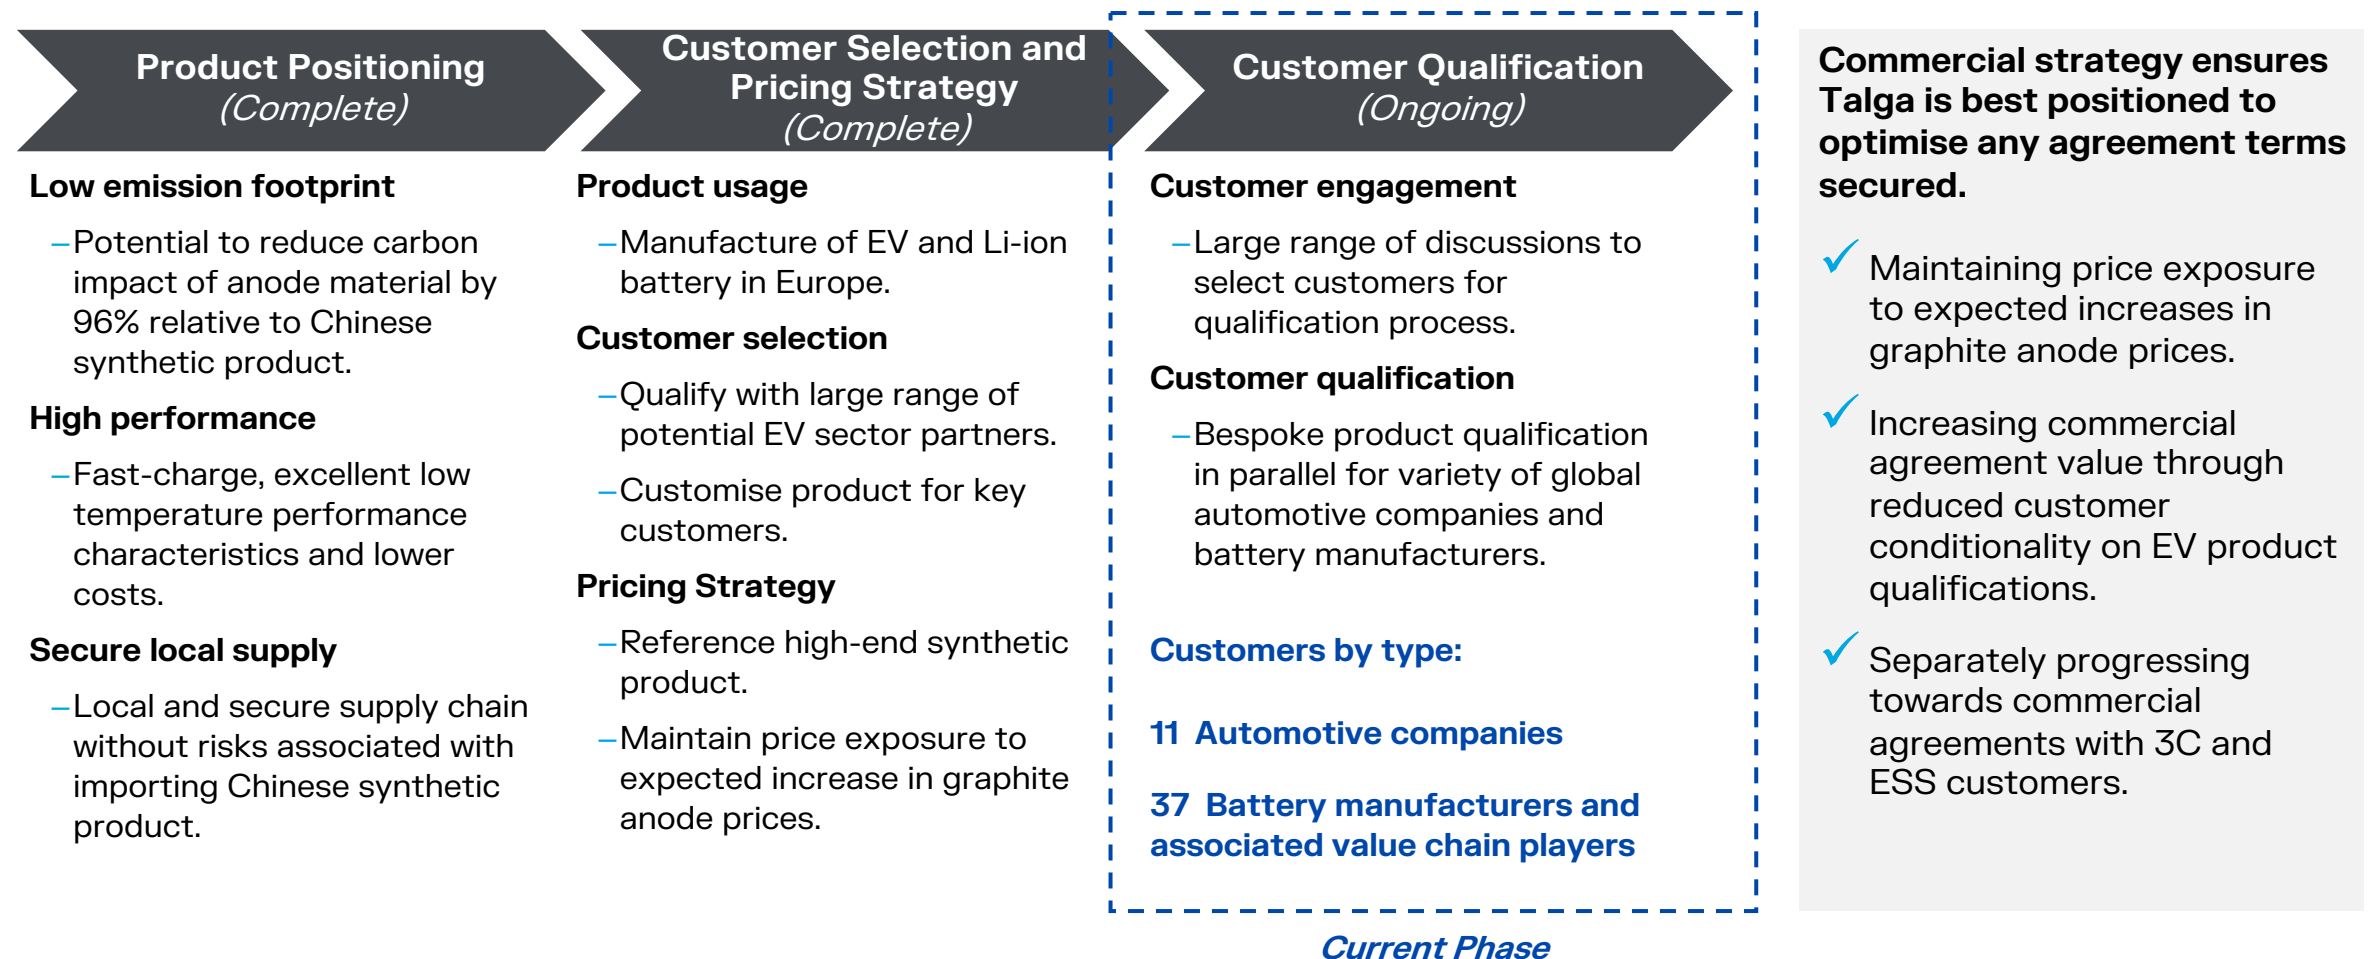 Product Positioning
(Complete)
Low emission footprint
–Potential to reduce carbon
impact of anode material by
96% relative to Chinese
synthetic product.
High performance
–Fast-charge, excellent low
temperature performance
characteristics and lower
costs.
Secure local supply
–Local and secure supply chain
without risks associated with
importing Chinese synthetic
product.
Customer Selection and
Pricing Strategy
(Complete)
Product usage
–Manufacture of EV and Li-ion
battery in Europe.
Customer selection
–Qualify with large range of
potential EV sector partners.
–Customise product for key
customers.
Pricing Strategy
–Reference high-end synthetic
product.
–Maintain price exposure to
expected increase in graphite
anode prices.
Customer Qualification
(Ongoing)
Customer engagement
–Large range of discussions to
select customers for
qualification process.
Customer qualification
–Bespoke product qualification
in parallel for variety of global
automotive companies and
battery manufacturers.
Customers by type:
11 Automotive companies
37 Battery manufacturers and
associated value chain players
Current Phase
Commercial strategy ensures
Talga is best positioned to
optimise any agreement terms
secured.
✓ Maintaining price exposure
to expected increases in
graphite anode prices.
✓ Increasing commercial
agreement value through
reduced customer
conditionality on EV product
qualifications.
✓ Separately progressing
towards commercial
agreements with 3C and
ESS customers.